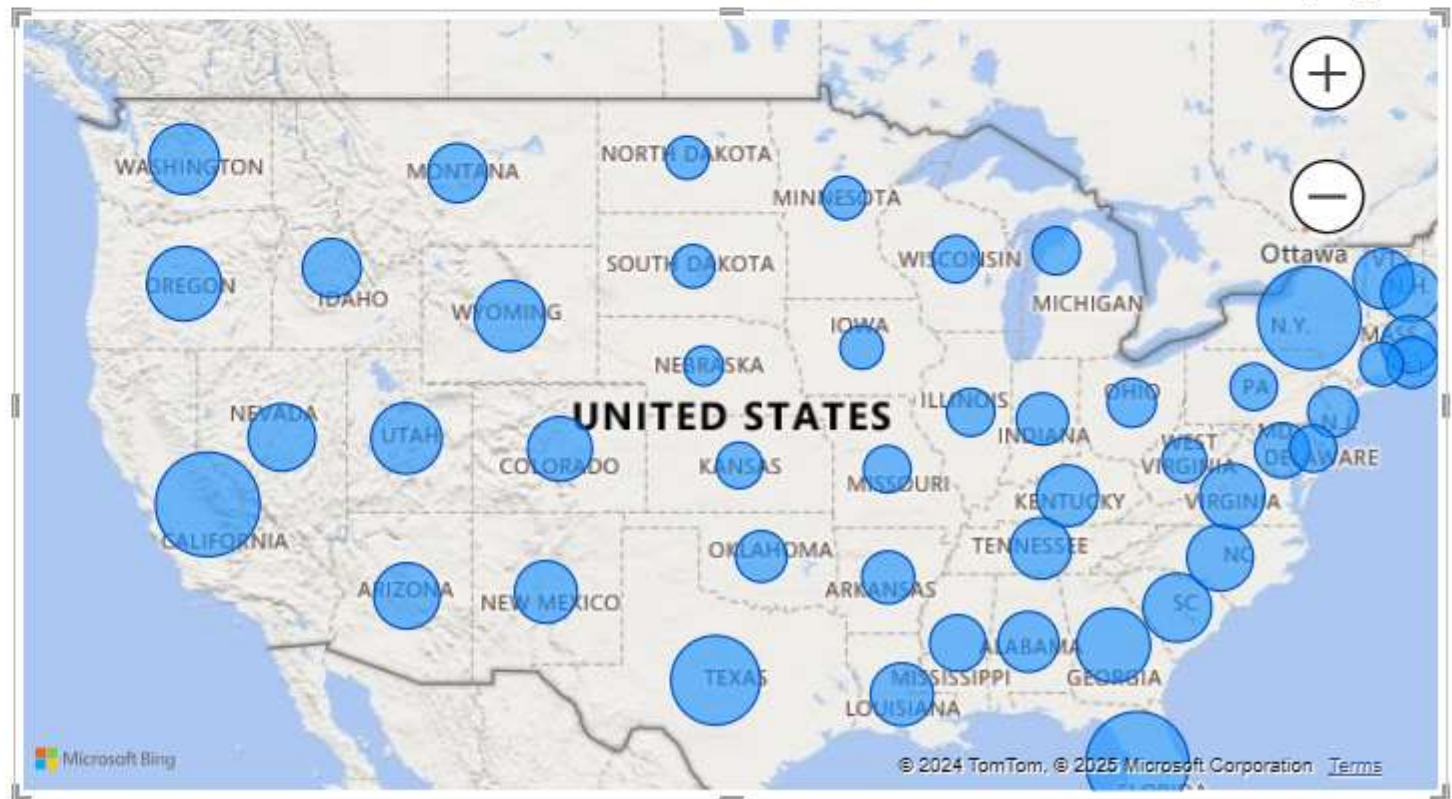 WASHINGTON
MONTANA
NORTH DAKOTA
MINNESOTA
OREGON
IDAHO
WYOMING
SOUTH DAKOTA
WISCONSIN
MICHIGAN
Ottawa
VT.
N.H.
N.Y.
MASS.
IOWA
NEBRASKA
NEVADA
UTAH
COLORADO
UNITED STATES
ILLINOIS
INDIANA
OHIO
PA
N.J.
MD.
DELAWARE
WEST
VIRGINIA
KANSAS
MISSOURI
KENTUCKY
VIRGINIA
CALIFORNIA
ARIZONA
NEW MEXICO
OKLAHOMA
ARKANSAS
TENNESSEE
NC
SC
TEXAS
MISSISSIPPI
ALABAMA
GEORGIA
LOUISIANA
FLORIDA
Microsoft Bing
© 2024 TomTom, © 2025 Microsoft Corporation Terms